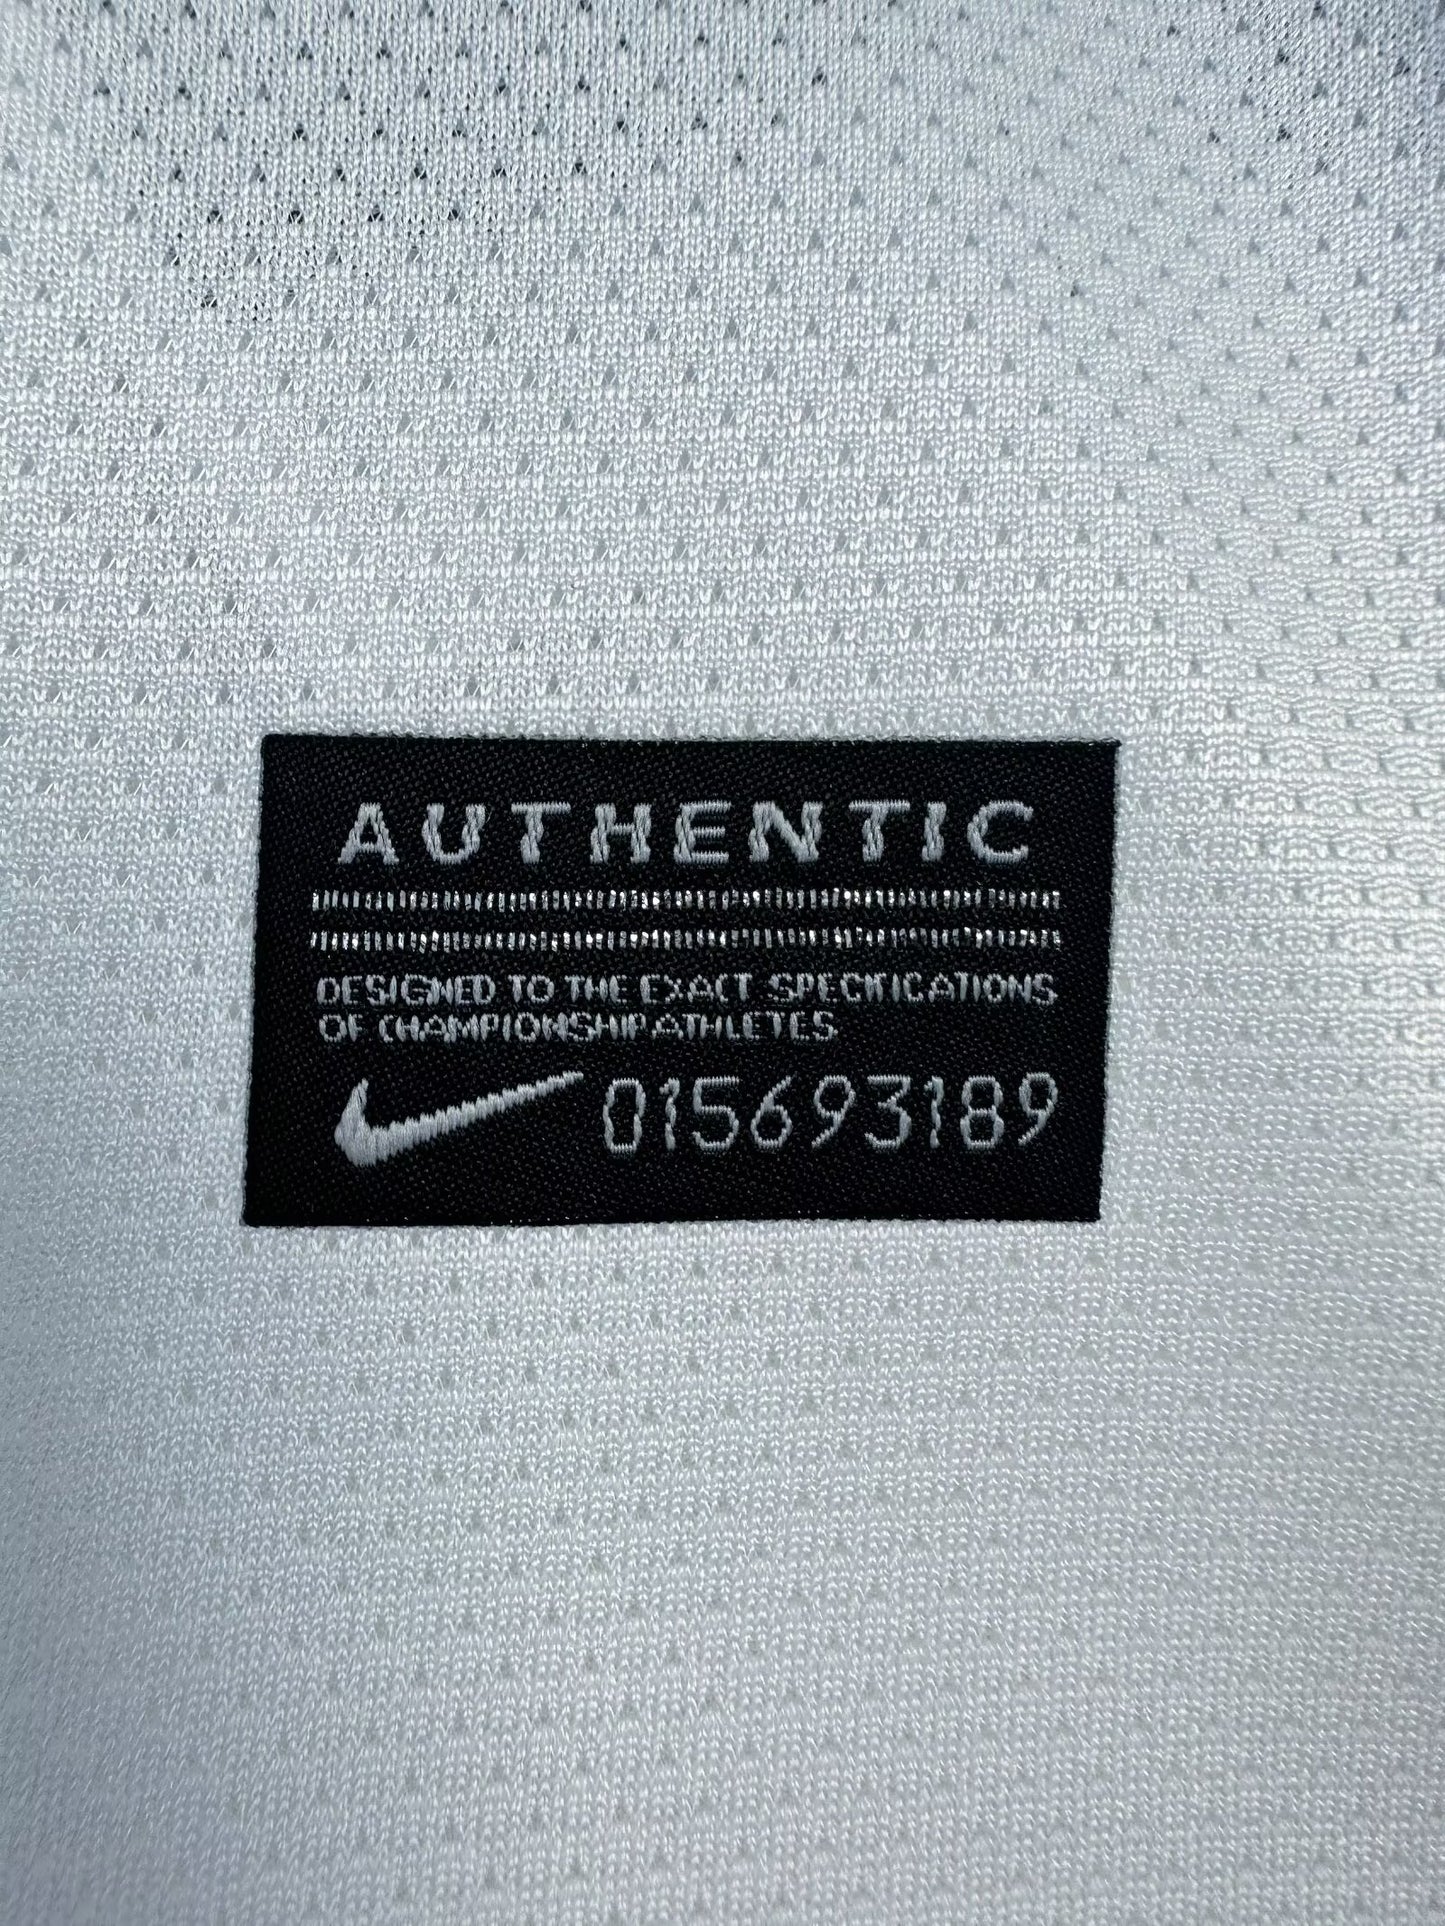 AUTHENTIC
DESIGNED TO THE EXACT SPECIFICATIONS
OF CHAMPIONSHIP ATHLETES
015693189